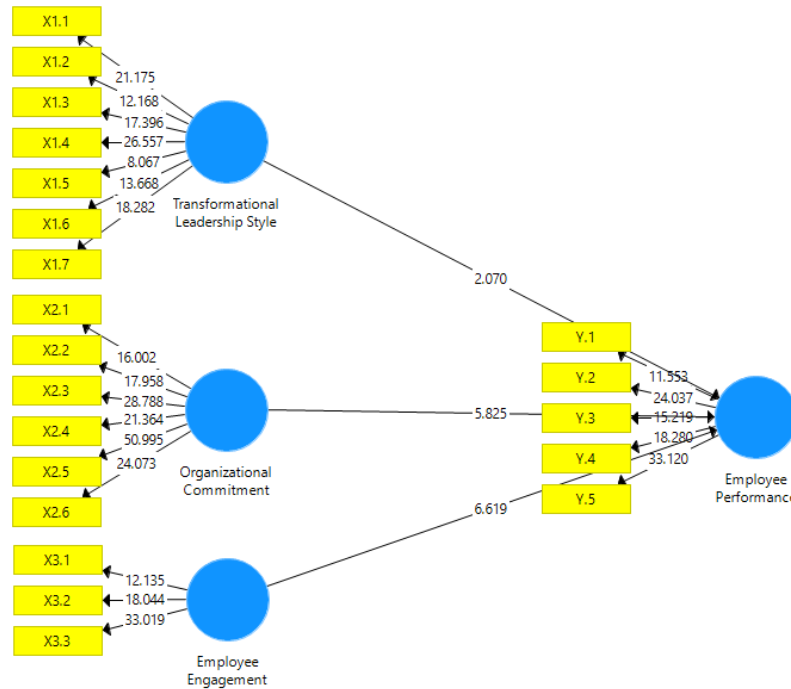 X1.1
X1.2
X1.3
X1.4
X1.5
X1.6
X1.7
21.175
12.168
17.396
26.557
8.067
13.668
18.282
Transformational
Leadership Style
2.070
X2.1
X2.2
X2.3
X2.4
X2.5
X2.6
16.002
17.958
28.788
21.364
50.995
24.073
Organizational
Commitment
5.825
X3.1
X3.2
X3.3
12.135
18.044
33.019
Employee
Engagement
6.619
Y.1
Y.2
Y.3
Y.4
Y.5
11.553
24.037
15.219
18.280
33.120
Employee
Performance